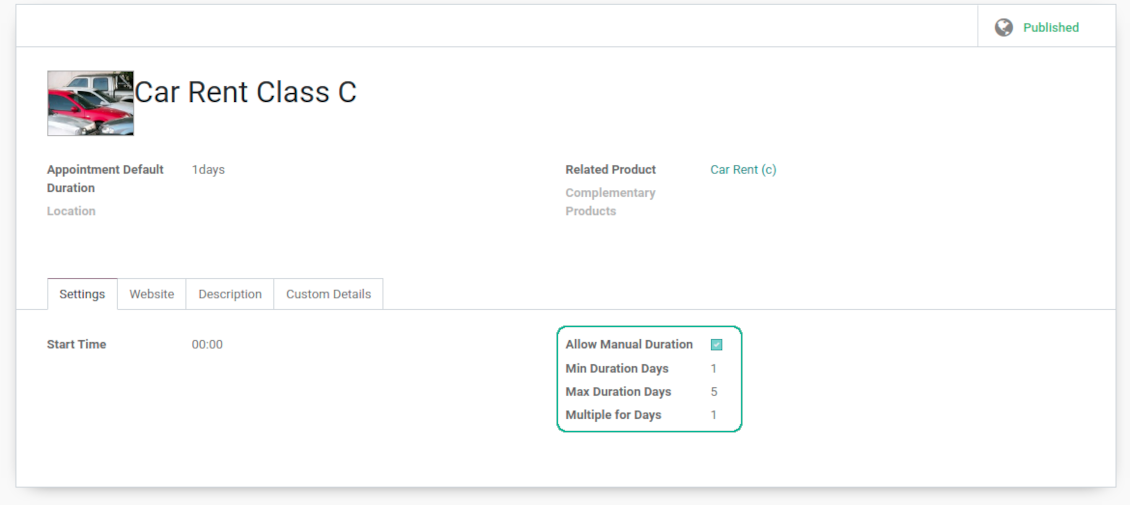 Published
Car Rent Class C
Appointment Default Duration 1days
Location
Related Product Car Rent (c)
Complementary Products
Settings Website Description Custom Details
Start Time 00:00
Allow Manual Duration
Min Duration Days 1
Max Duration Days 5
Multiple for Days 1